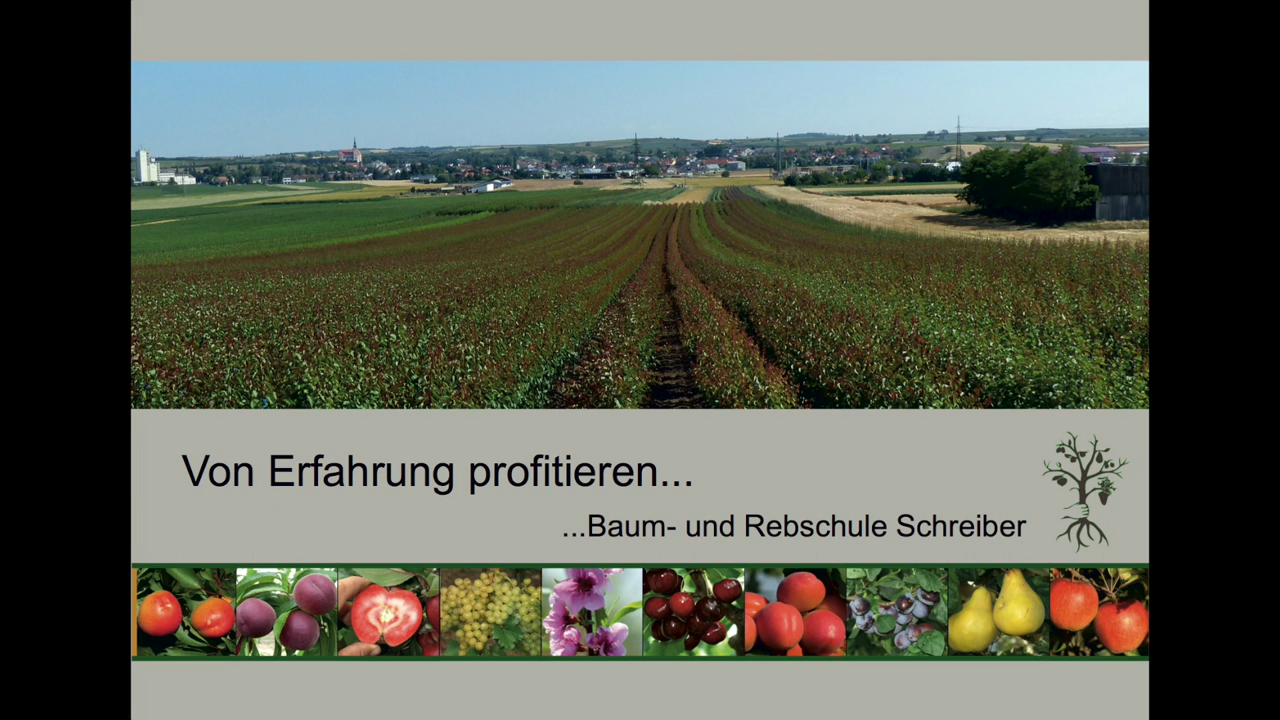 Von Erfahrung profitieren...
...Baum- und Rebschule Schreiber